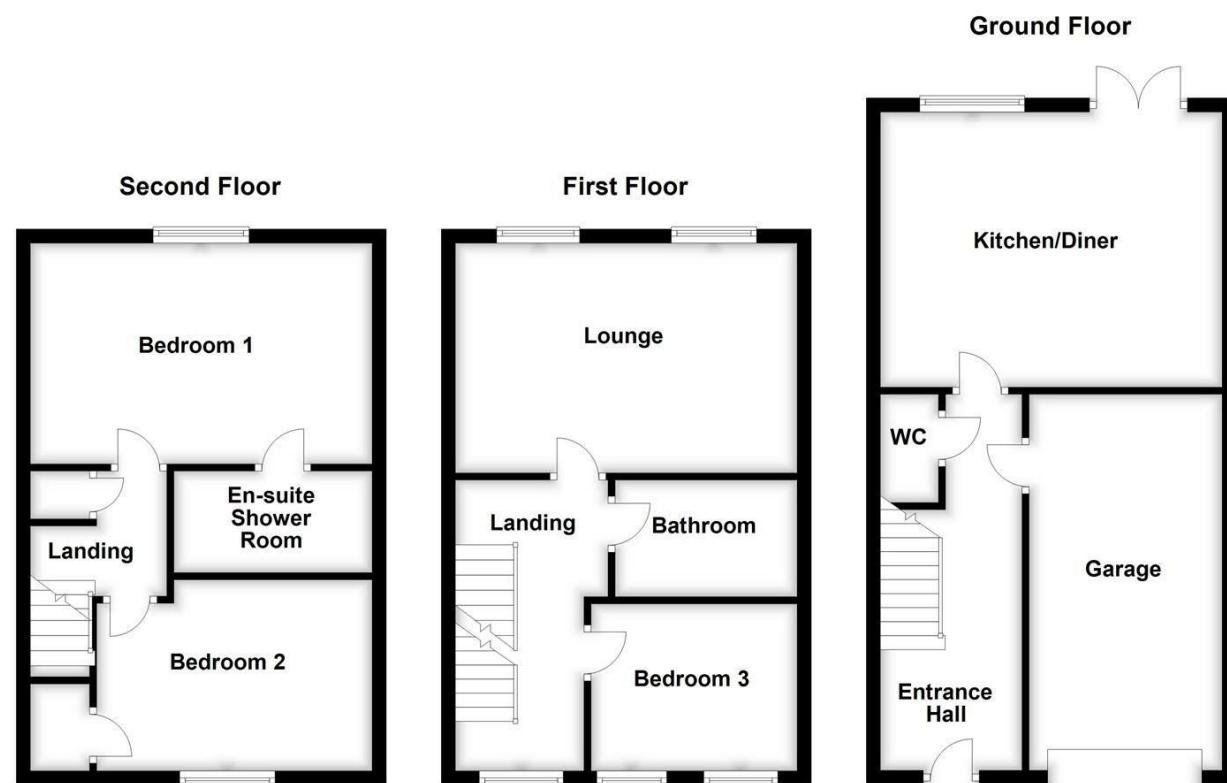 Ground Floor
Kitchen/Diner
WC
Garage
Entrance
Hall
First Floor
Lounge
Landing
Bathroom
Bedroom 3
Second Floor
Bedroom 1
En-suite
Shower
Room
Landing
Bedroom 2